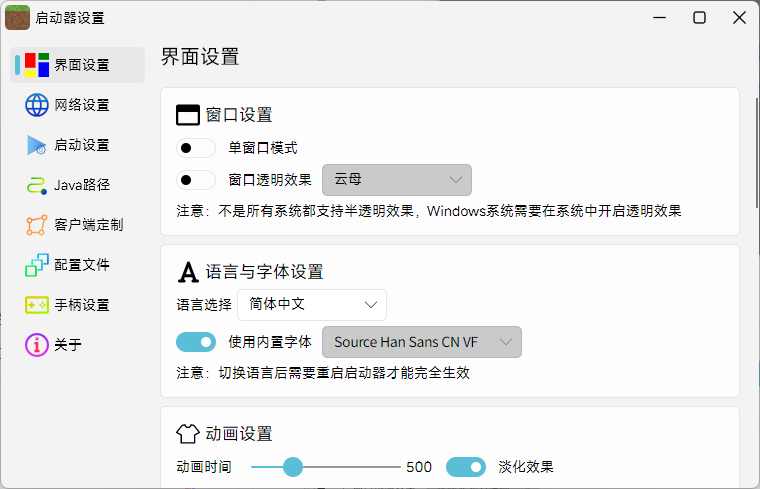 启动器设置
界面设置
网络设置
启动设置
Java路径
客户端定制
配置文件
手柄设置
关于
界面设置
窗口设置
单窗口模式
窗口透明效果 云母
注意：不是所有系统都支持半透明效果，Windows系统需要在系统中开启透明效果
语言与字体设置
语言选择 简体中文
使用内置字体 Source Han Sans CN VF
注意：切换语言后需要重启启动器才能完全生效
动画设置
动画时间 500 淡化效果